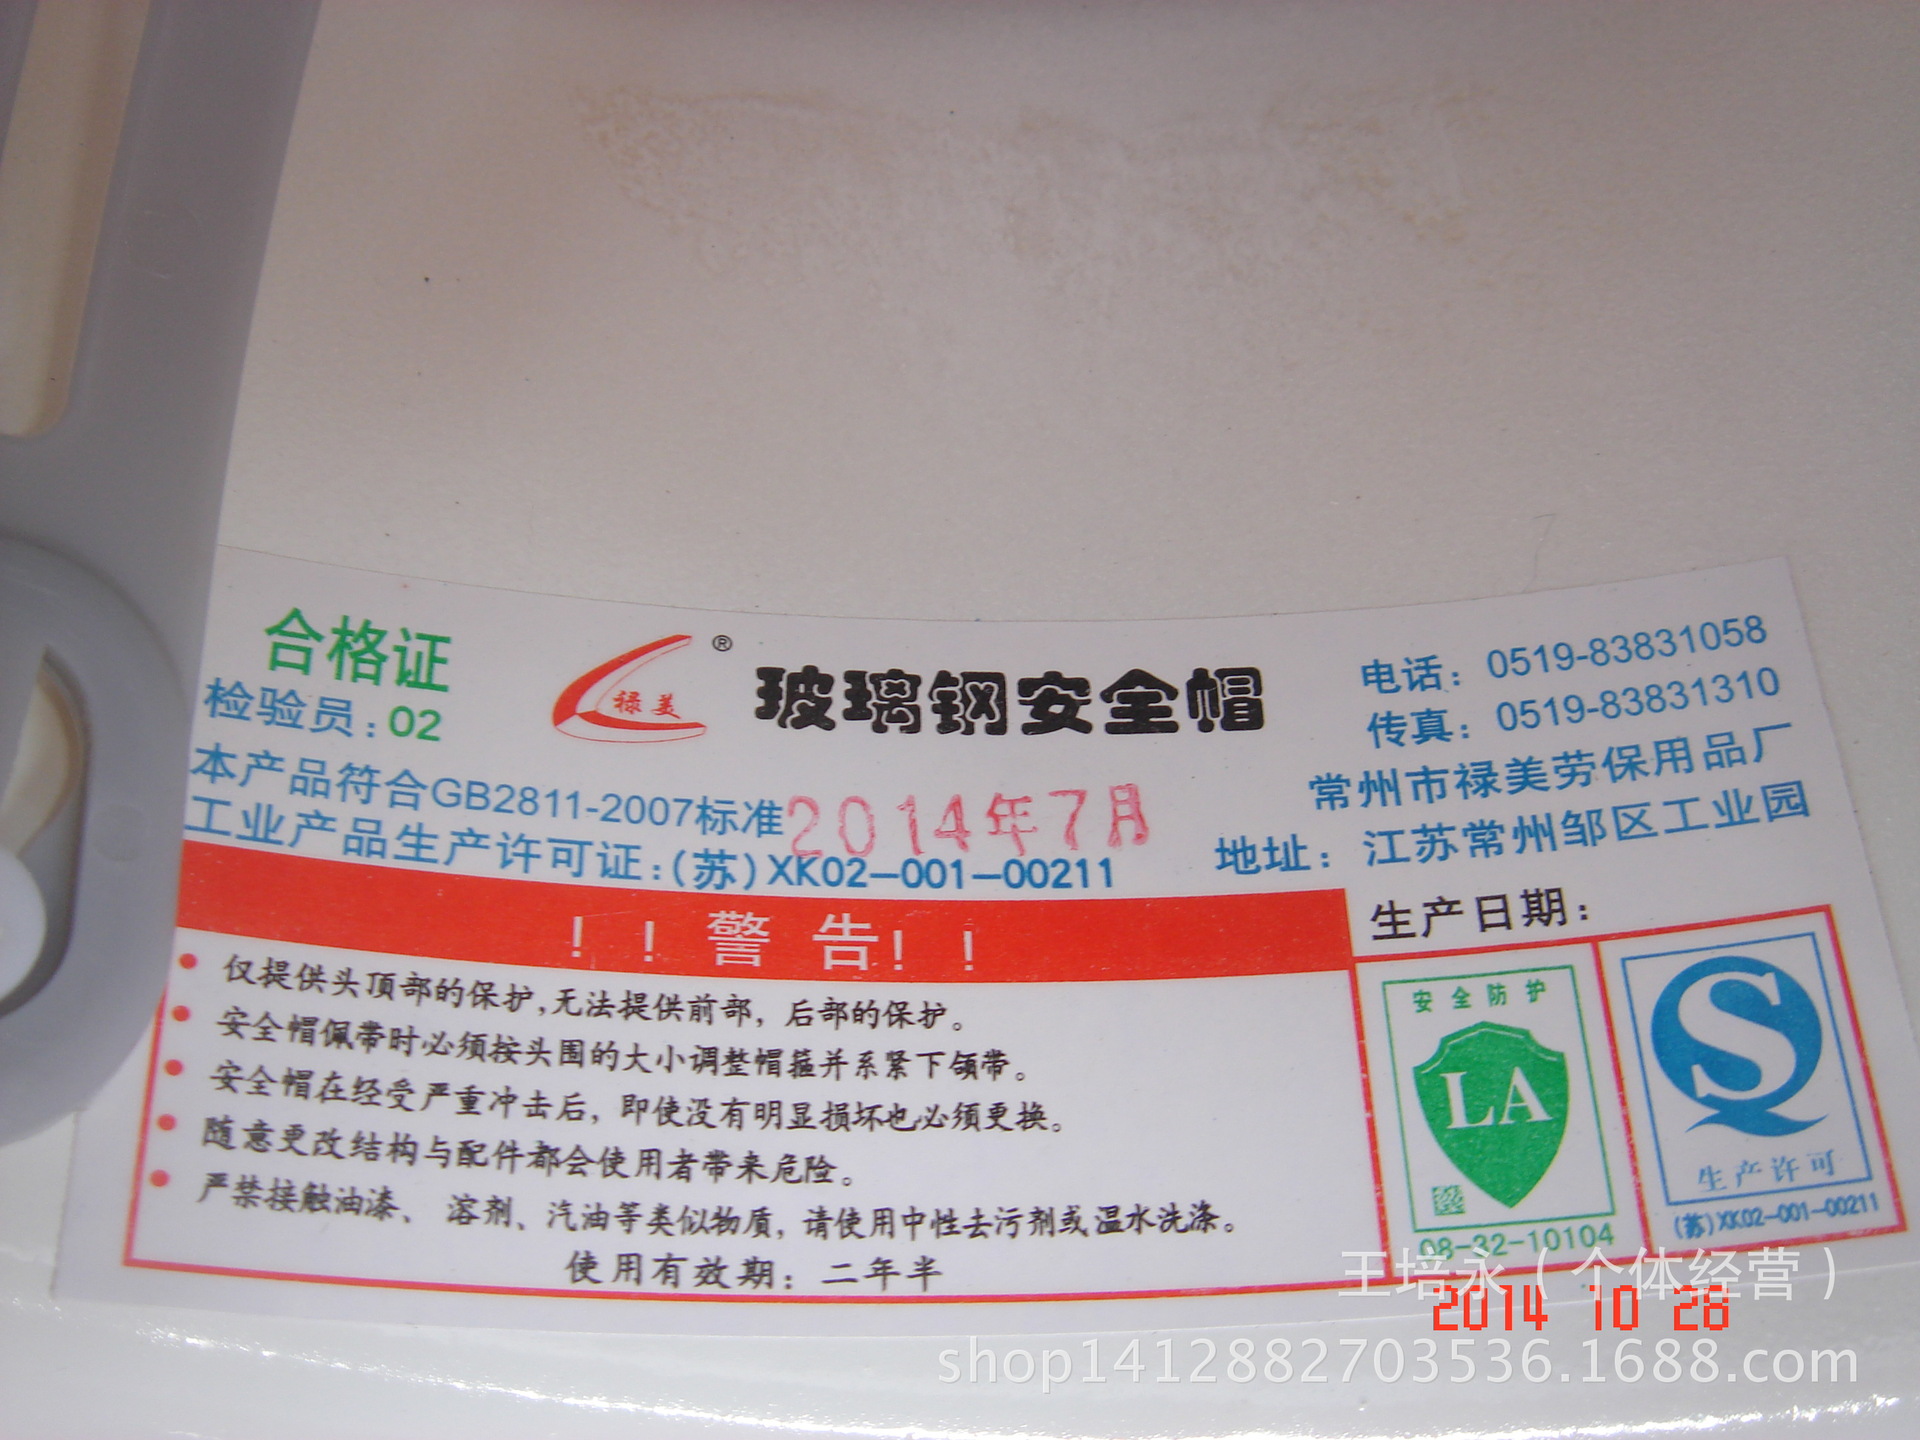 合格证
检验员：02
禄美
®
玻璃钢安全帽
电话：0519-83831058
传真：0519-83831310
常州市禄美劳保用品厂
地址：江苏常州邹区工业园
本产品符合GB2811-2007标准
2014年7月
工业产品生产许可证：(苏)XK02-001-00211
！！警告！！
仅提供头顶部的保护,无法提供前部，后部的保护。
安全帽佩带时必须按头围的大小调整帽箍并系紧下领带。
安全帽在经受严重冲击后，即使没有明显损坏也必须更换。
随意更改结构与配件都会使用者带来危险。
严禁接触油漆、溶剂、汽油等类似物质，请使用中性去污剂或温水洗涤。
使用有效期：二年半
生产日期：
安全防护
LA
08-32-10104
S
生产许可
(苏)XK02-001-00211
王培永（个体经营）
2014 10 28
shop1412882703536.1688.com